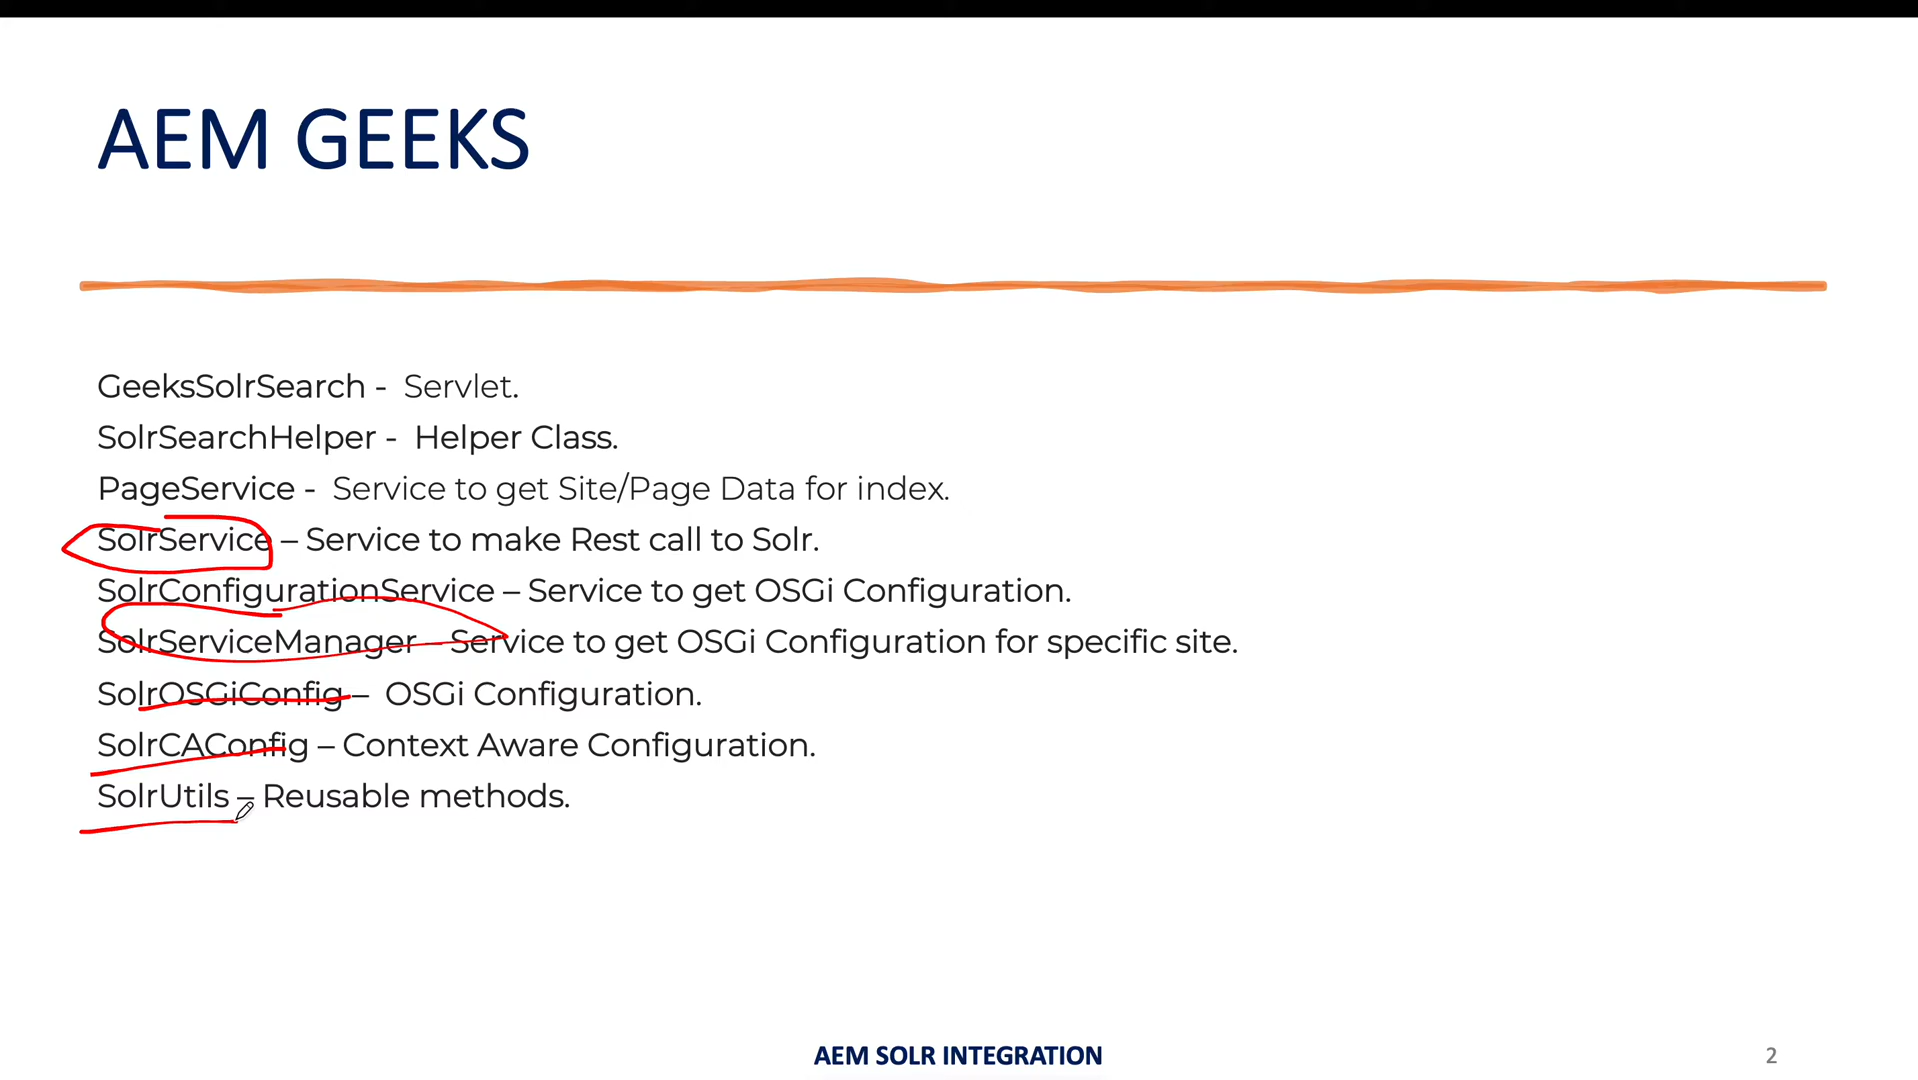 AEM GEEKS
GeeksSolrSearch - Servlet.
SolrSearchHelper - Helper Class.
PageService - Service to get Site/Page Data for index.
SolrService – Service to make Rest call to Solr.
SolrConfigurationService – Service to get OSGi Configuration.
SolrServiceManager – Service to get OSGi Configuration for specific site.
SolrOSGiConfig – OSGi Configuration.
SolrCAConfig – Context Aware Configuration.
SolrUtils – Reusable methods.
AEM SOLR INTEGRATION
2